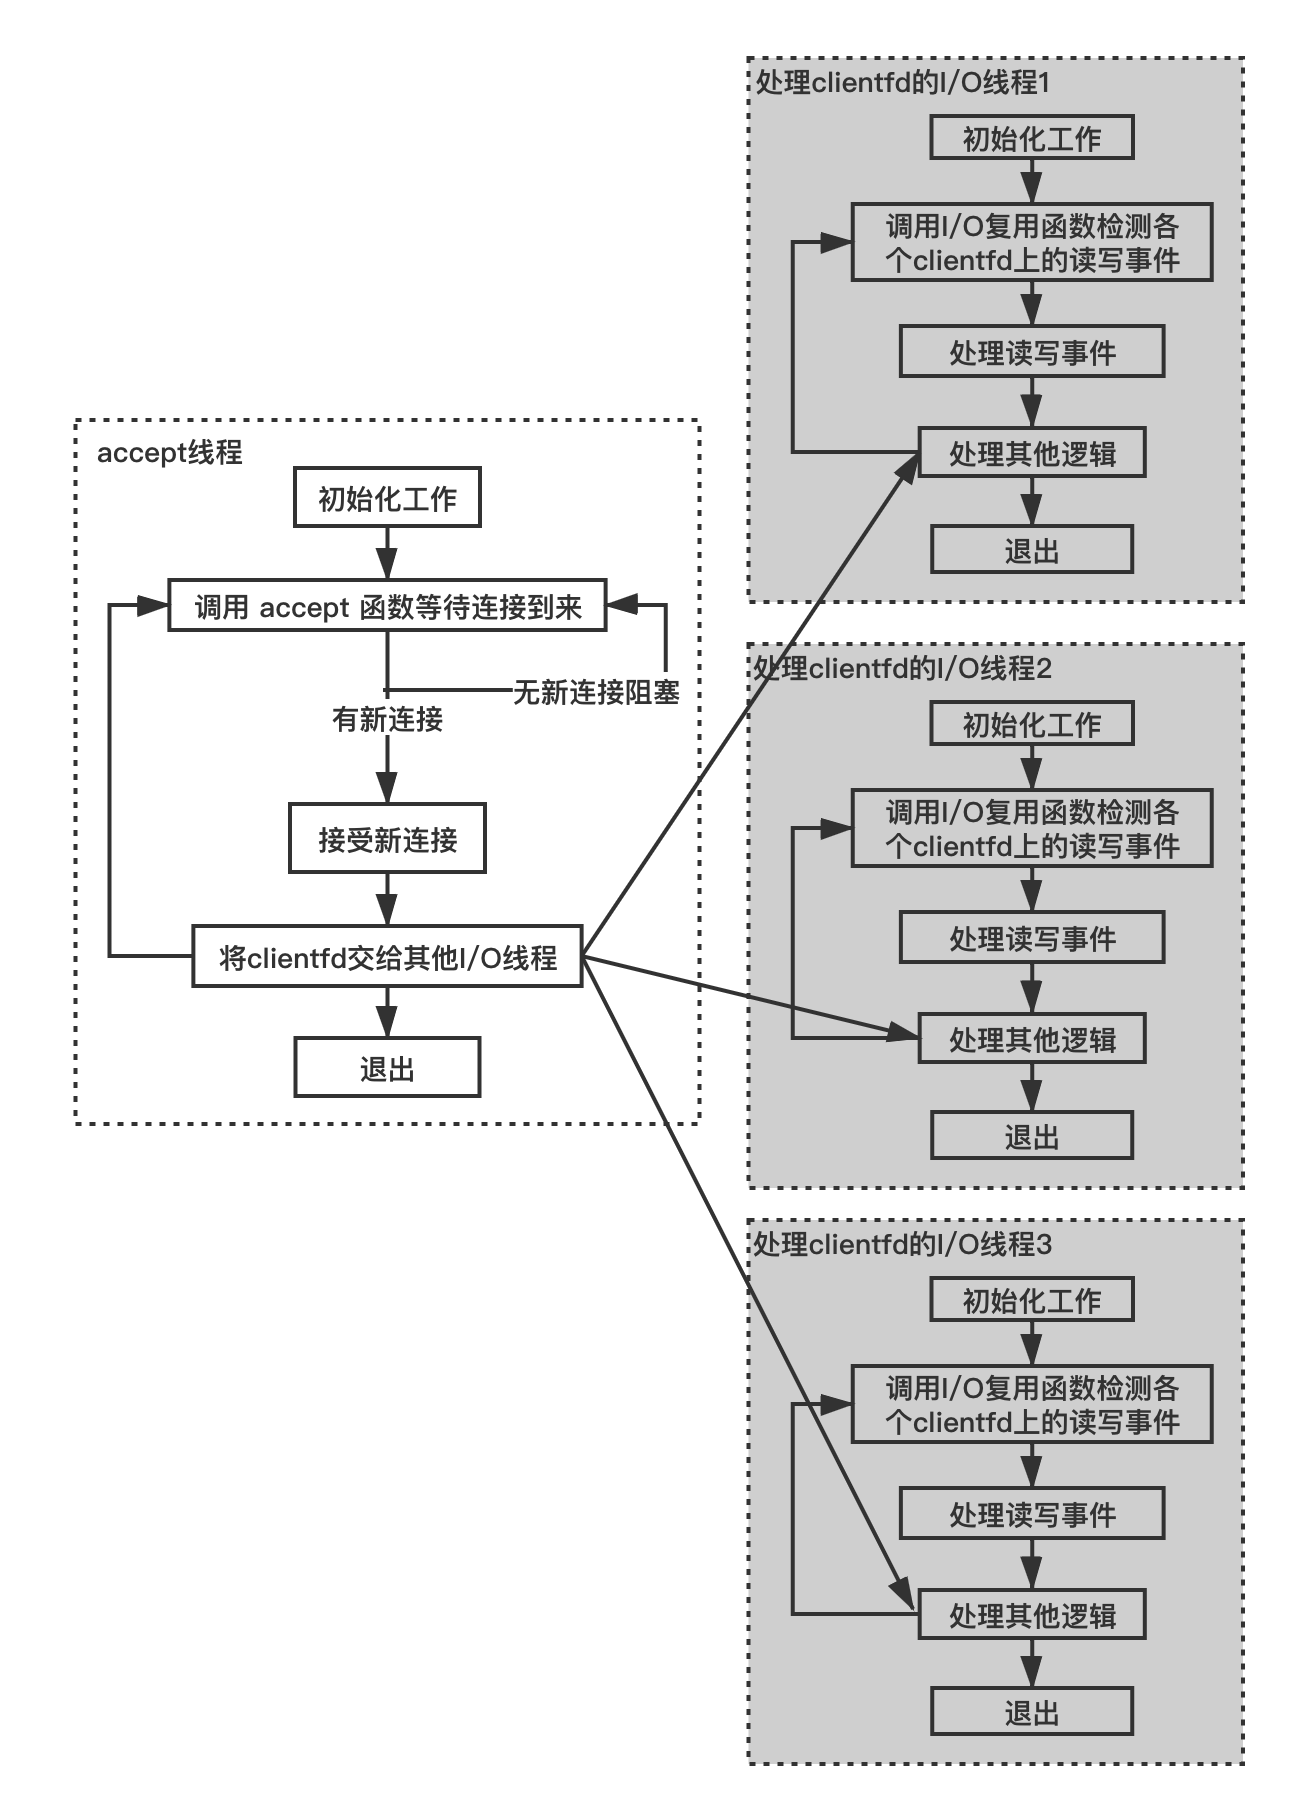 accept线程
初始化工作
调用 accept 函数等待连接到来
无新连接阻塞
有新连接
接受新连接
将clientfd交给其他I/O线程
退出
处理clientfd的I/O线程1
初始化工作
调用I/O复用函数检测各
个clientfd上的读写事件
处理读写事件
处理其他逻辑
退出
处理clientfd的I/O线程2
初始化工作
调用I/O复用函数检测各
个clientfd上的读写事件
处理读写事件
处理其他逻辑
退出
处理clientfd的I/O线程3
初始化工作
调用I/O复用函数检测各
个clientfd上的读写事件
处理读写事件
处理其他逻辑
退出